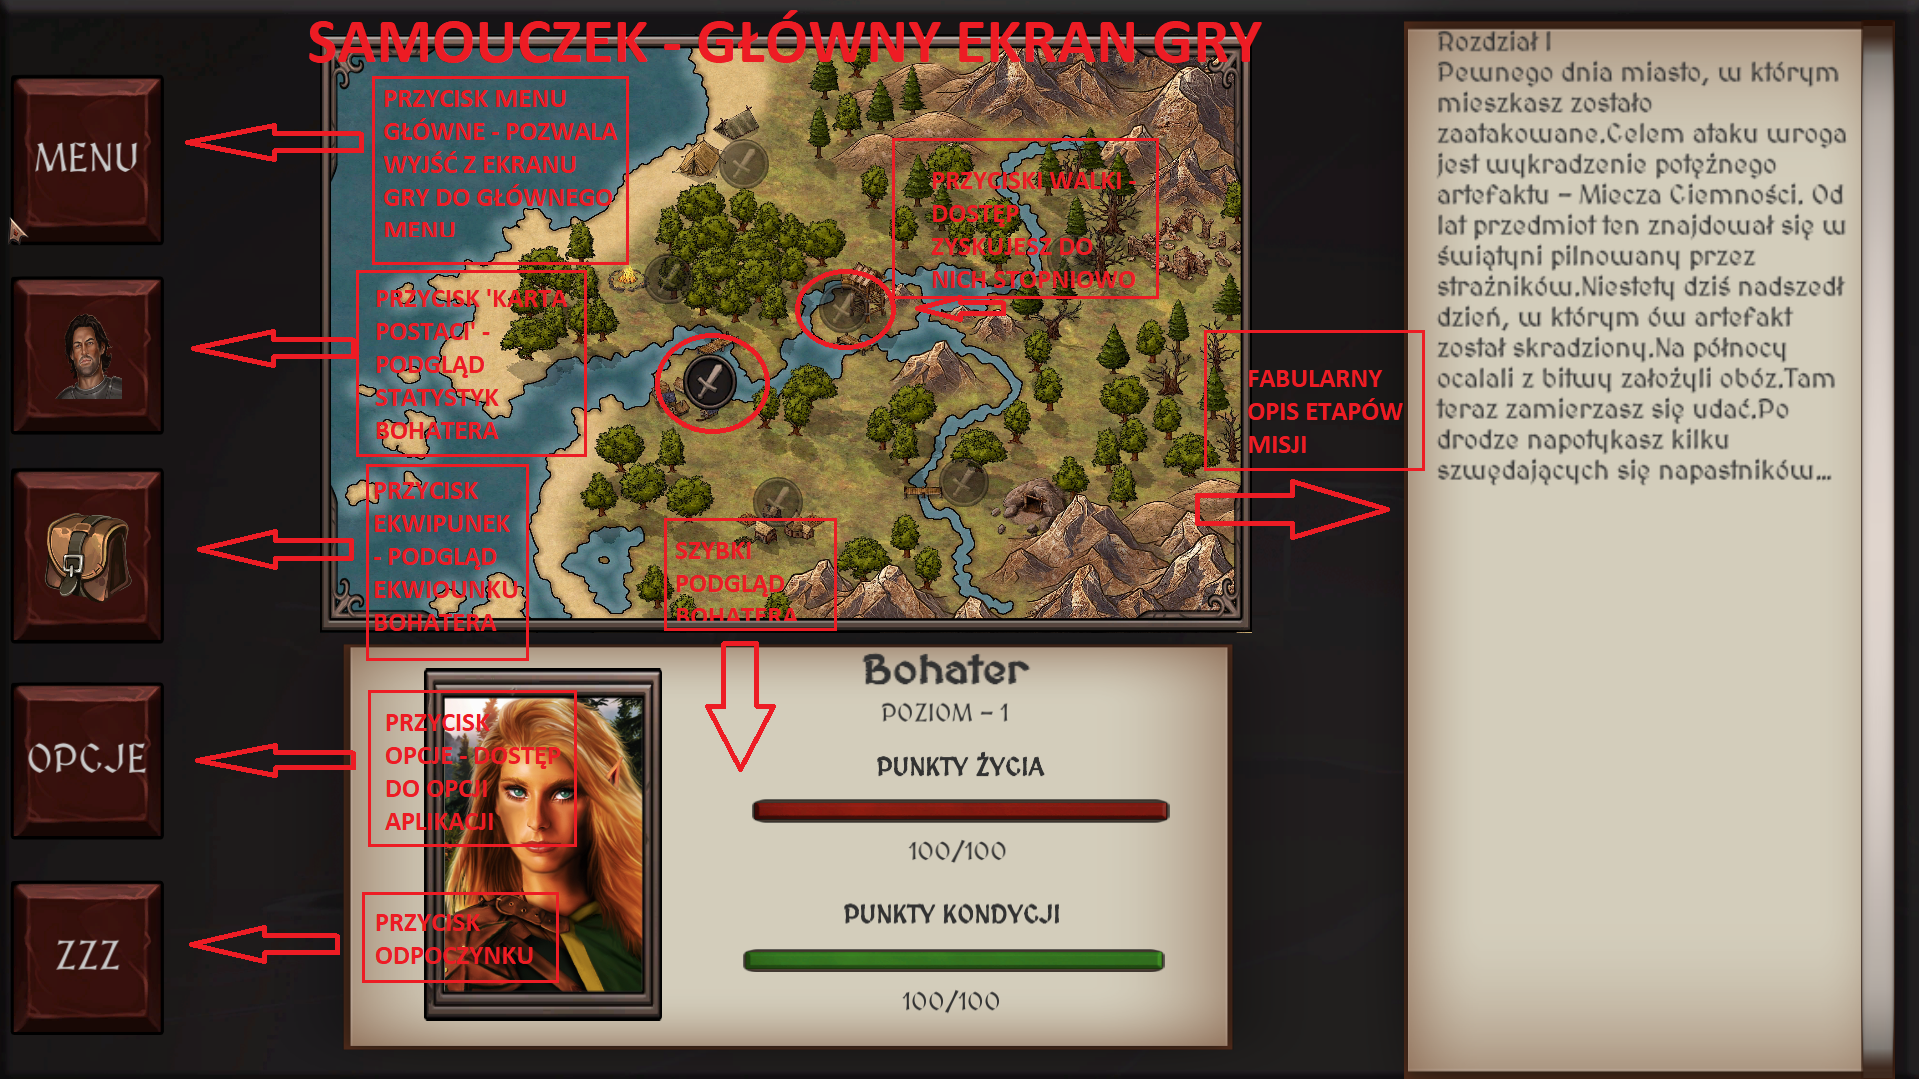 SAMOUCZEK - GŁÓWNY EKRAN GRY
MENU
PRZYCISK MENU
GŁÓWNE - POZWALA
WYJŚĆ Z EKRANU
GRY DO GŁÓWNEGO
MENU
PRZYCISKI WALKI -
DOSTĘP
ZYSKUJESZ DO
NICH STOPNIOWO
PRZYCISK 'KARTA
POSTACI' -
PODGLĄD
STATYSTYK
BOHATERA
FABULARNY
OPIS ETAPÓW
MISJI
PRZYCISK
EKWIPUNEK
- PODGLĄD
EKWIOUNKU
BOHATERA
SZYBKI
PODGLĄD
BOHATERA
OPCJE
PRZYCISK
OPCJE - DOSTĘP
DO OPCJI
APLIKACJI
ZZZ
PRZYCISK
ODPOCZYNKU
Bohater
POZIOM - 1
PUNKTY ŻYCIA
100/100
PUNKTY KONDYCJI
100/100
Rozdział I
Pewnego dnia miasto, w którym
mieszkasz zostało
zaatakowane.Celem ataku wroga
jest wykradzenie potężnego
artefaktu - Miecza Ciemności. Od
lat przedmiot ten znajdował się w
świątyni pilnowany przez
strażników.Niestety dziś nadszedł
dzień, w którym ów artefakt
został skradziony.Na północy
ocalali z bitwy założyli obóz.Tam
teraz zamierzasz się udać.Po
drodze napotykasz kilku
szwędających się napastników...